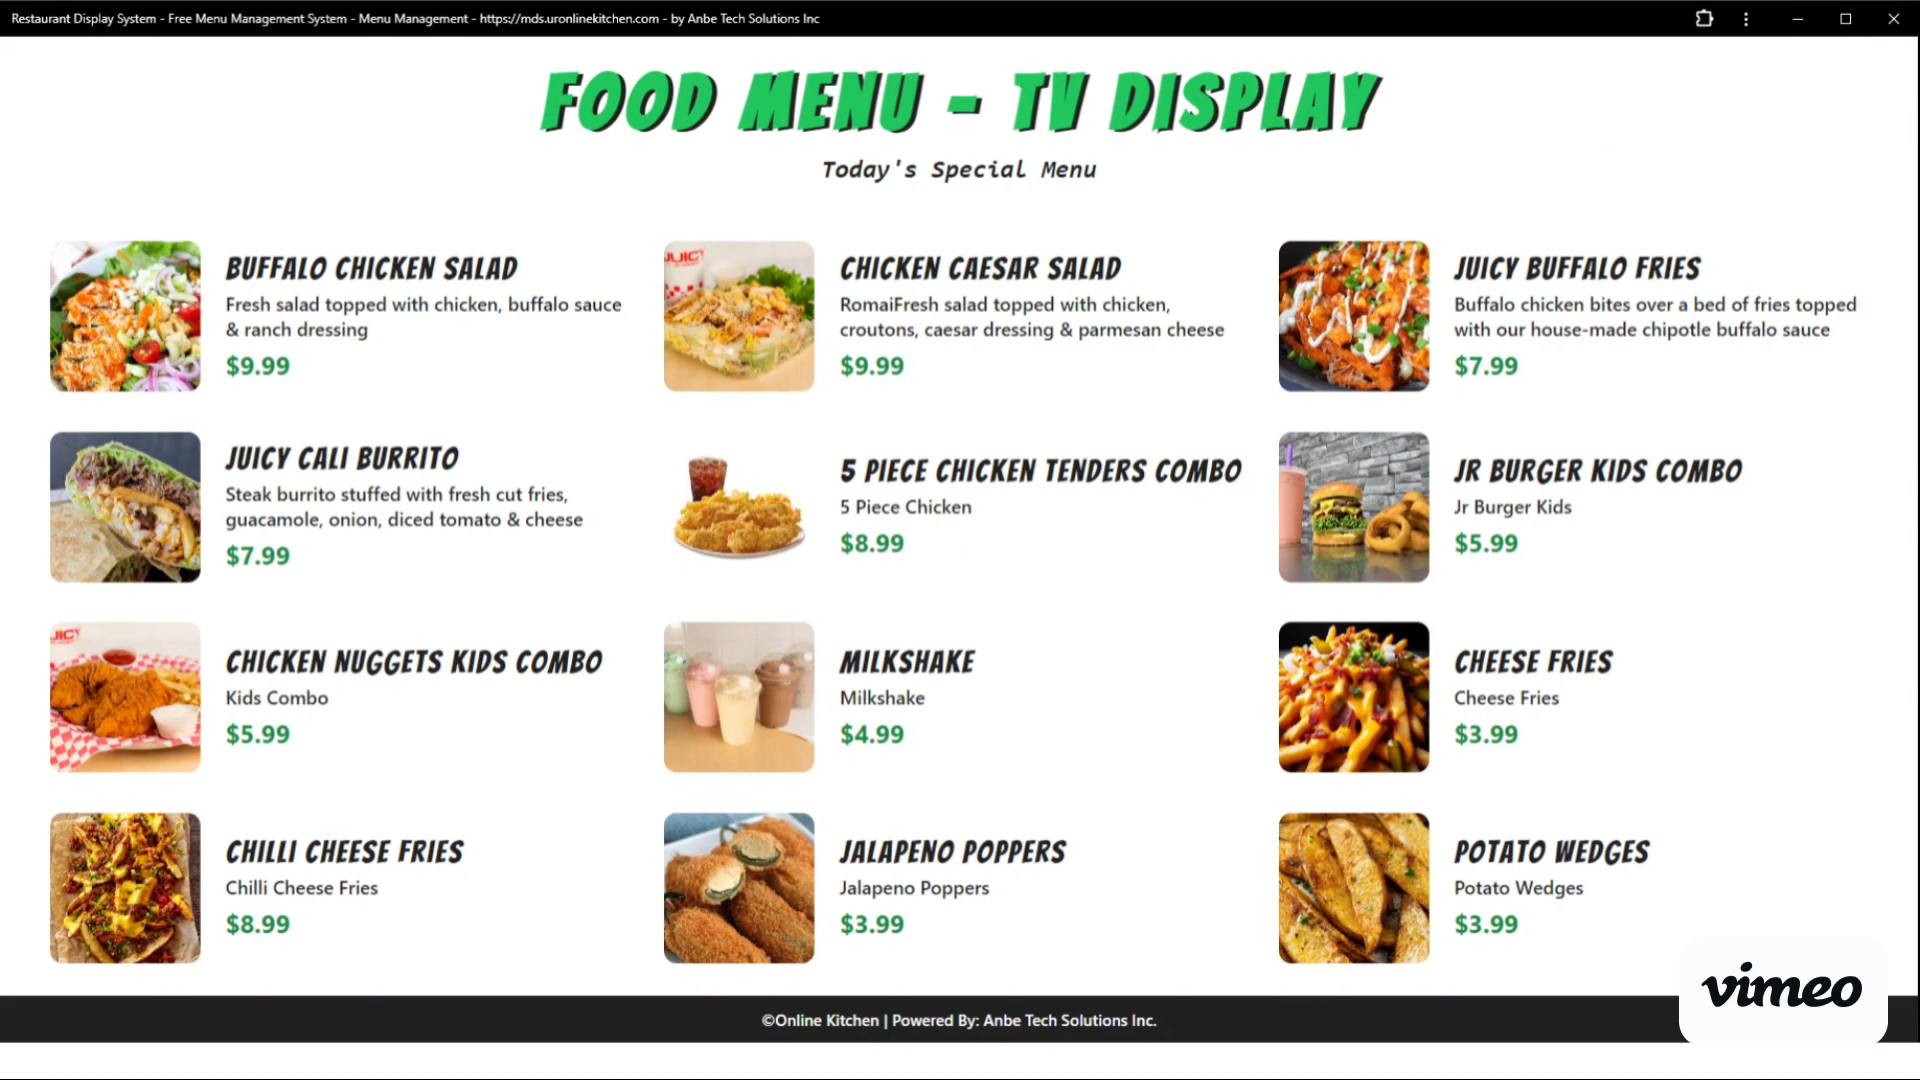 Restaurant Display System - Free Menu Management System - Menu Management - https://mds.uronlinekitchen.com - by Anbe Tech Solutions Inc
FOOD MENU - TV DISPLAY
Today's Special Menu
BUFFALO CHICKEN SALAD
Fresh salad topped with chicken, buffalo sauce
& ranch dressing
$9.99
JUICY
CHICKEN CAESAR SALAD
RomaiFresh salad topped with chicken,
croutons, caesar dressing & parmesan cheese
$9.99
JUICY BUFFALO FRIES
Buffalo chicken bites over a bed of fries topped
with our house-made chipotle buffalo sauce
$7.99
JUICY CALI BURRITO
Steak burrito stuffed with fresh cut fries,
guacamole, onion, diced tomato & cheese
$7.99
5 PIECE CHICKEN TENDERS COMBO
5 Piece Chicken
$8.99
JR BURGER KIDS COMBO
Jr Burger Kids
$5.99
CHICKEN NUGGETS KIDS COMBO
Kids Combo
$5.99
MILKSHAKE
Milkshake
$4.99
CHEESE FRIES
Cheese Fries
$3.99
CHILLI CHEESE FRIES
Chilli Cheese Fries
$8.99
JALAPENO POPPERS
Jalapeno Poppers
$3.99
POTATO WEDGES
Potato Wedges
$3.99
vimeo
©Online Kitchen | Powered By: Anbe Tech Solutions Inc.